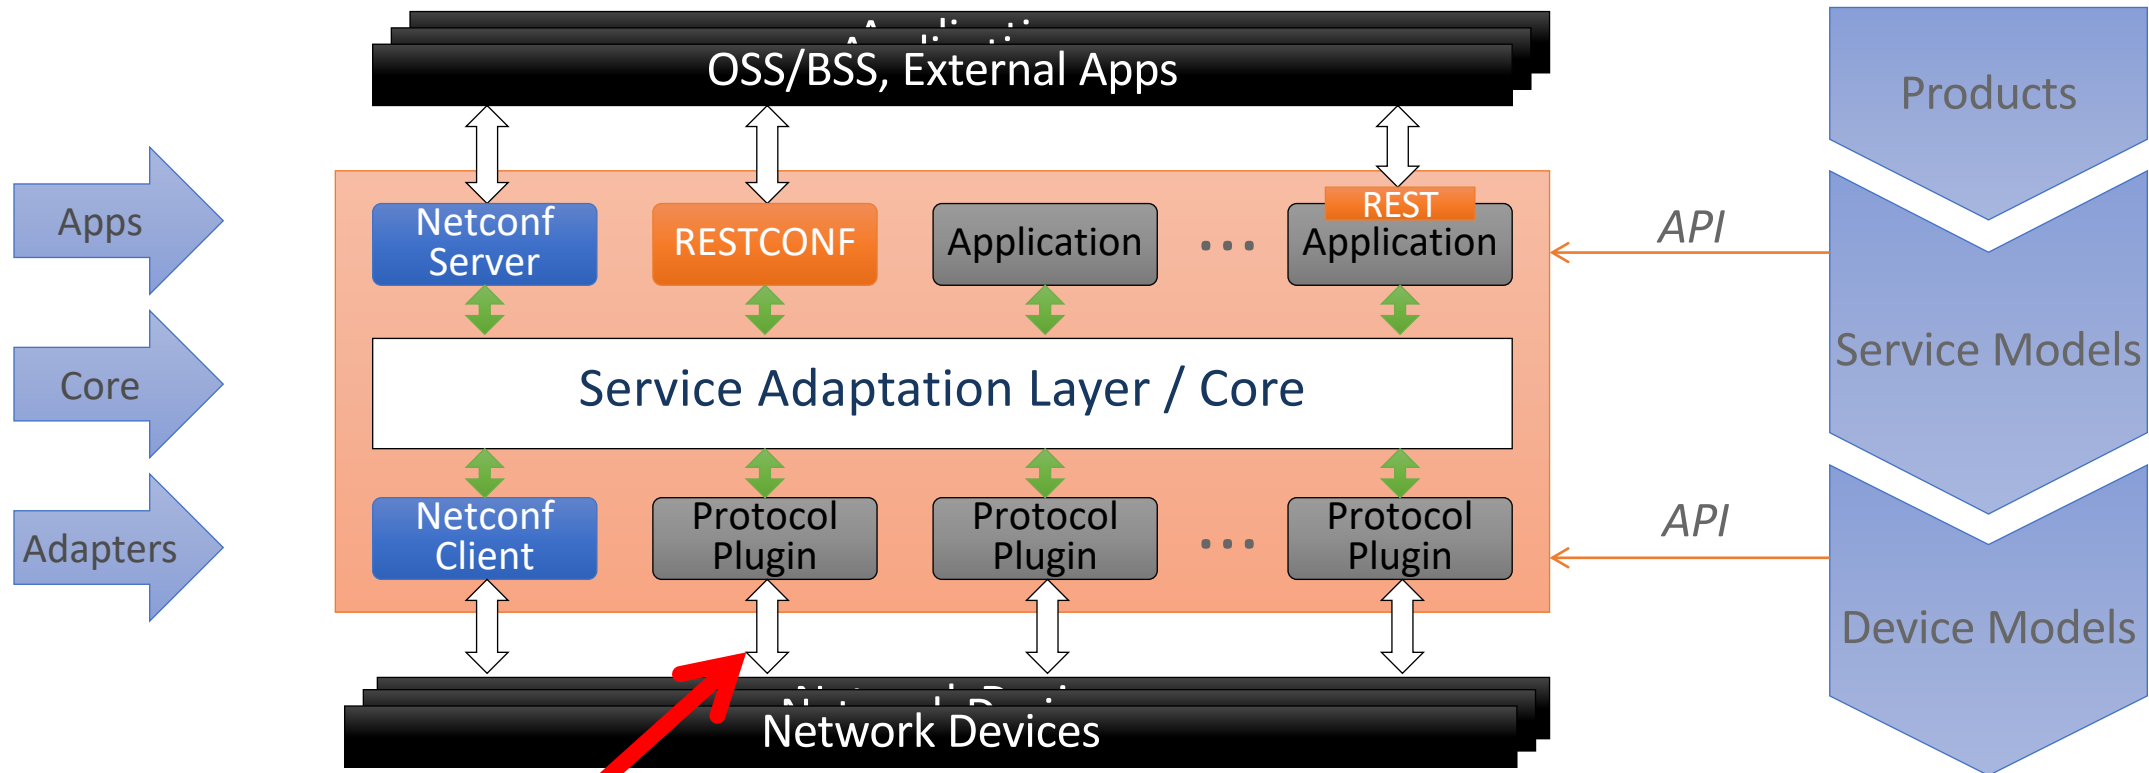 OSS/BSS, External Apps
Products
Apps
Netconf
Server
RESTCONF
Application
...
REST
Application
API
Core
Service Adaptation Layer / Core
Service Models
Adapters
Netconf
Client
Protocol
Plugin
Protocol
Plugin
...
Protocol
Plugin
API
Device Models
Network Devices